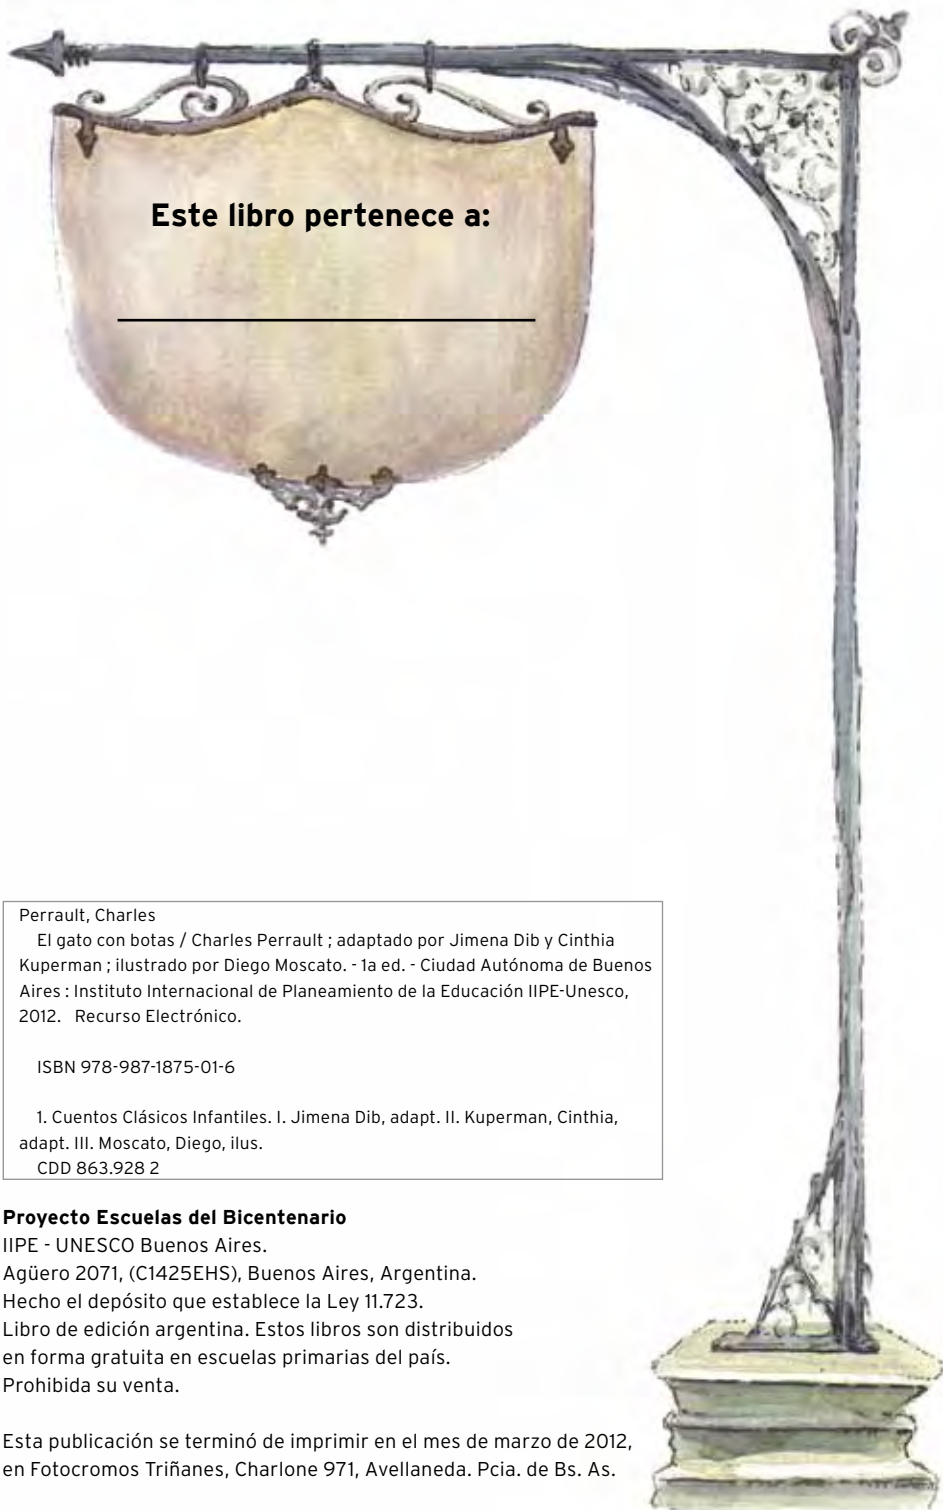 Este libro pertenece a:
Perrault, Charles
El gato con botas / Charles Perrault ; adaptado por Jimena Dib y Cinthia
Kuperman ; ilustrado por Diego Moscato. - 1a ed. - Ciudad Autónoma de Buenos
Aires : Instituto Internacional de Planeamiento de la Educación IIPE-Unesco,
2012. Recurso Electrónico.
ISBN 978-987-1875-01-6
1. Cuentos Clásicos Infantiles. I. Jimena Dib, adapt. II. Kuperman, Cinthia,
adapt. III. Moscato, Diego, ilus.
CDD 863.928 2
Proyecto Escuelas del Bicentenario
IIPE - UNESCO Buenos Aires.
Agüero 2071, (C1425EHS), Buenos Aires, Argentina.
Hecho el depósito que establece la Ley 11.723.
Libro de edición argentina. Estos libros son distribuidos
en forma gratuita en escuelas primarias del país.
Prohibida su venta.
Esta publicación se terminó de imprimir en el mes de marzo de 2012,
en Fotocromos Triñanes, Charlone 971, Avellaneda. Pcia. de Bs. As.